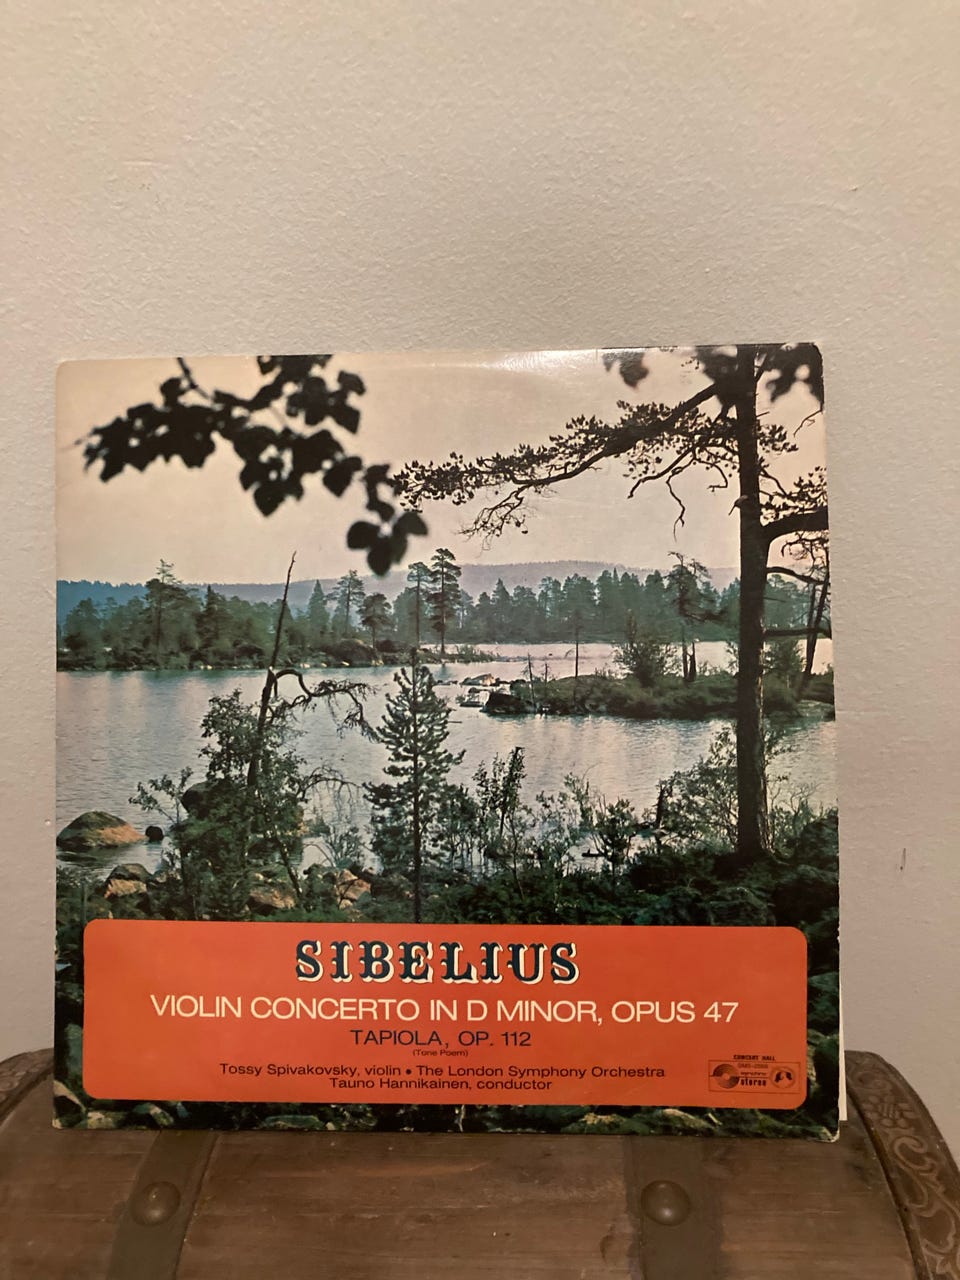 SIBELIUS
VIOLIN CONCERTO IN D MINOR, OPUS 47
TAPIOLA, OP. 112
(Tone Poem)
Tossy Spivakovsky, violin • The London Symphony Orchestra
Tauno Hannikainen, conductor
CONCERT HALL
synchro
stereo